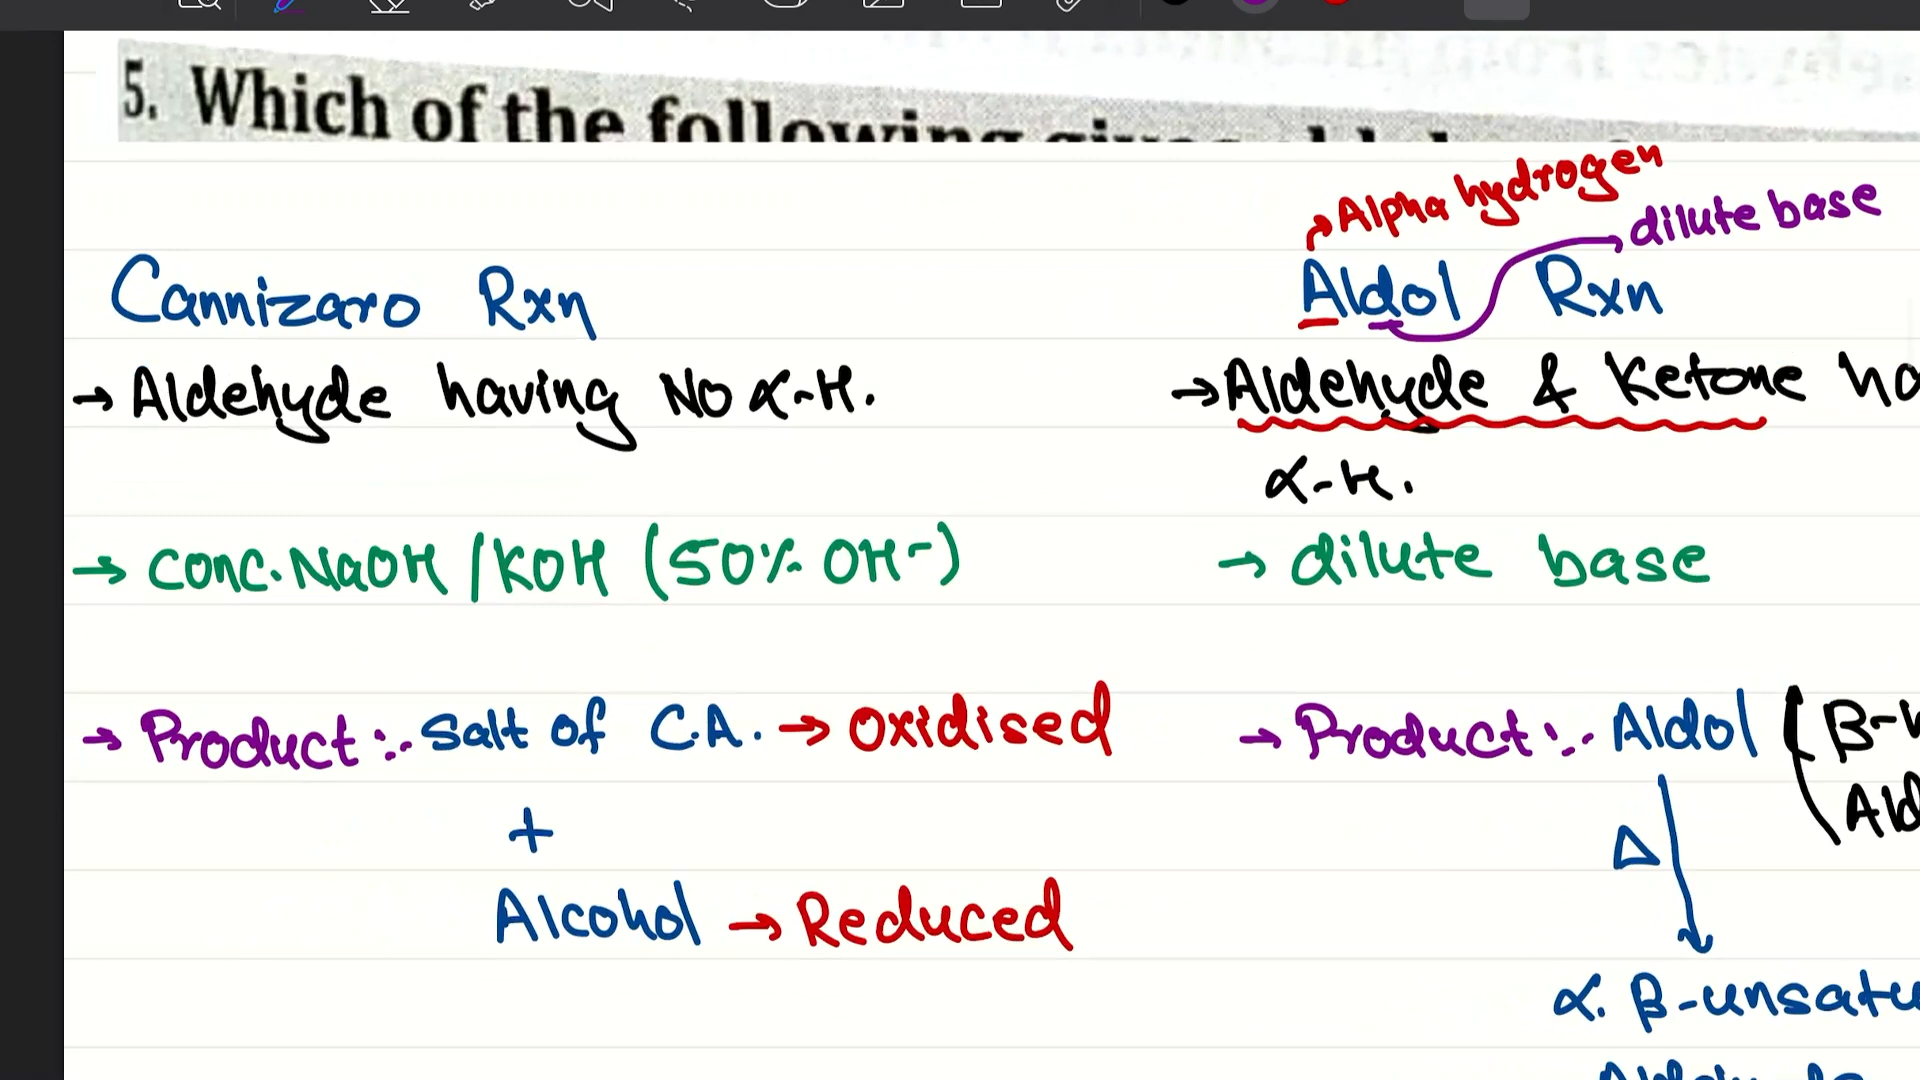 5. Which of the following gives
Alpha hydrogen
dilute base
Cannizaro Rxn
Aldol Rxn
→ Aldehyde having No α-H.
→ Aldehyde & Ketone
α-H.
→ conc. NaOH / KOH (50% OH-)
→ dilute base
→ Product :- Salt of C.A. → Oxidised
+
Alcohol → Reduced
→ Product :- Aldol (β-
Δ
α. β-unsatu